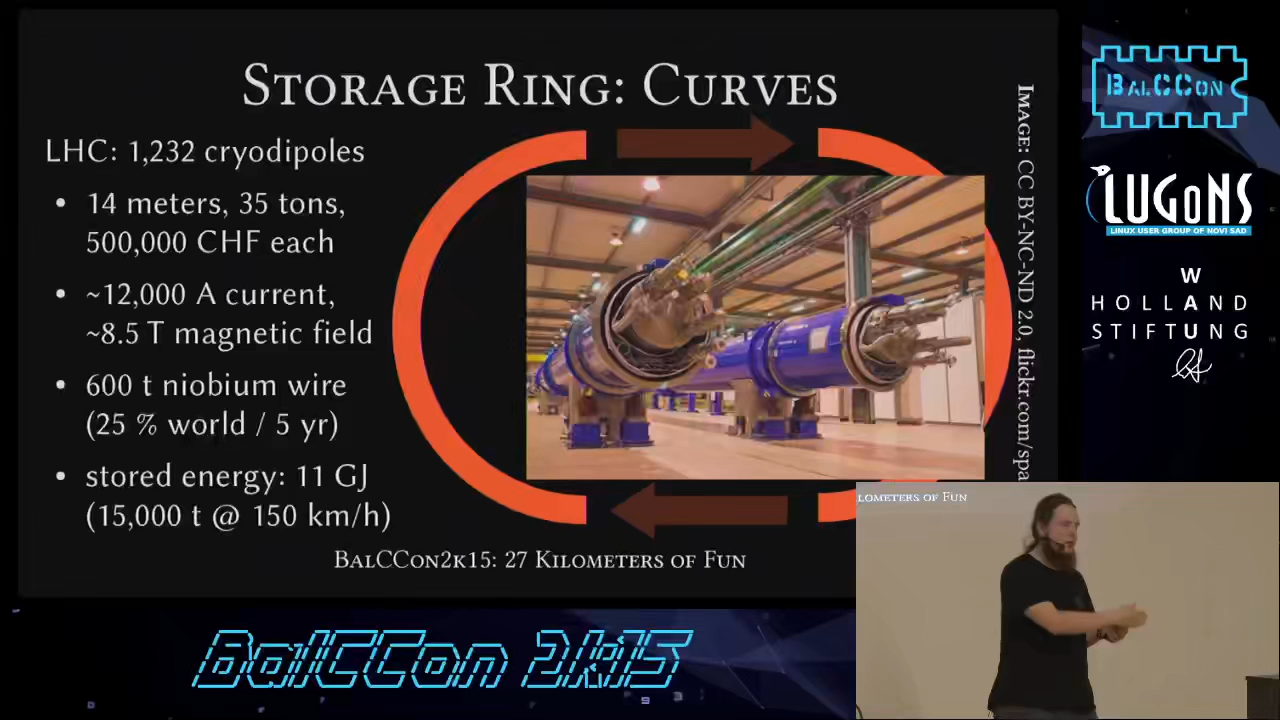 STORAGE RING: CURVES
LHC: 1,232 cryodipoles
• 14 meters, 35 tons,
500,000 CHF each
• ~12,000 A current,
~8.5 T magnetic field
• 600 t niobium wire
(25 % world / 5 yr)
• stored energy: 11 GJ
(15,000 t @ 150 km/h)
IMAGE: CC BY-NC-ND 2.0, flickr.com/spa
BALCCON2K15: 27 KILOMETERS OF FUN
BALCCON
LUGONS
LINUX USER GROUP OF NOVI SAD
WAU
HOLLAND
STIFTUNG
LOMETERS OF FUN
BalCCon 2k15